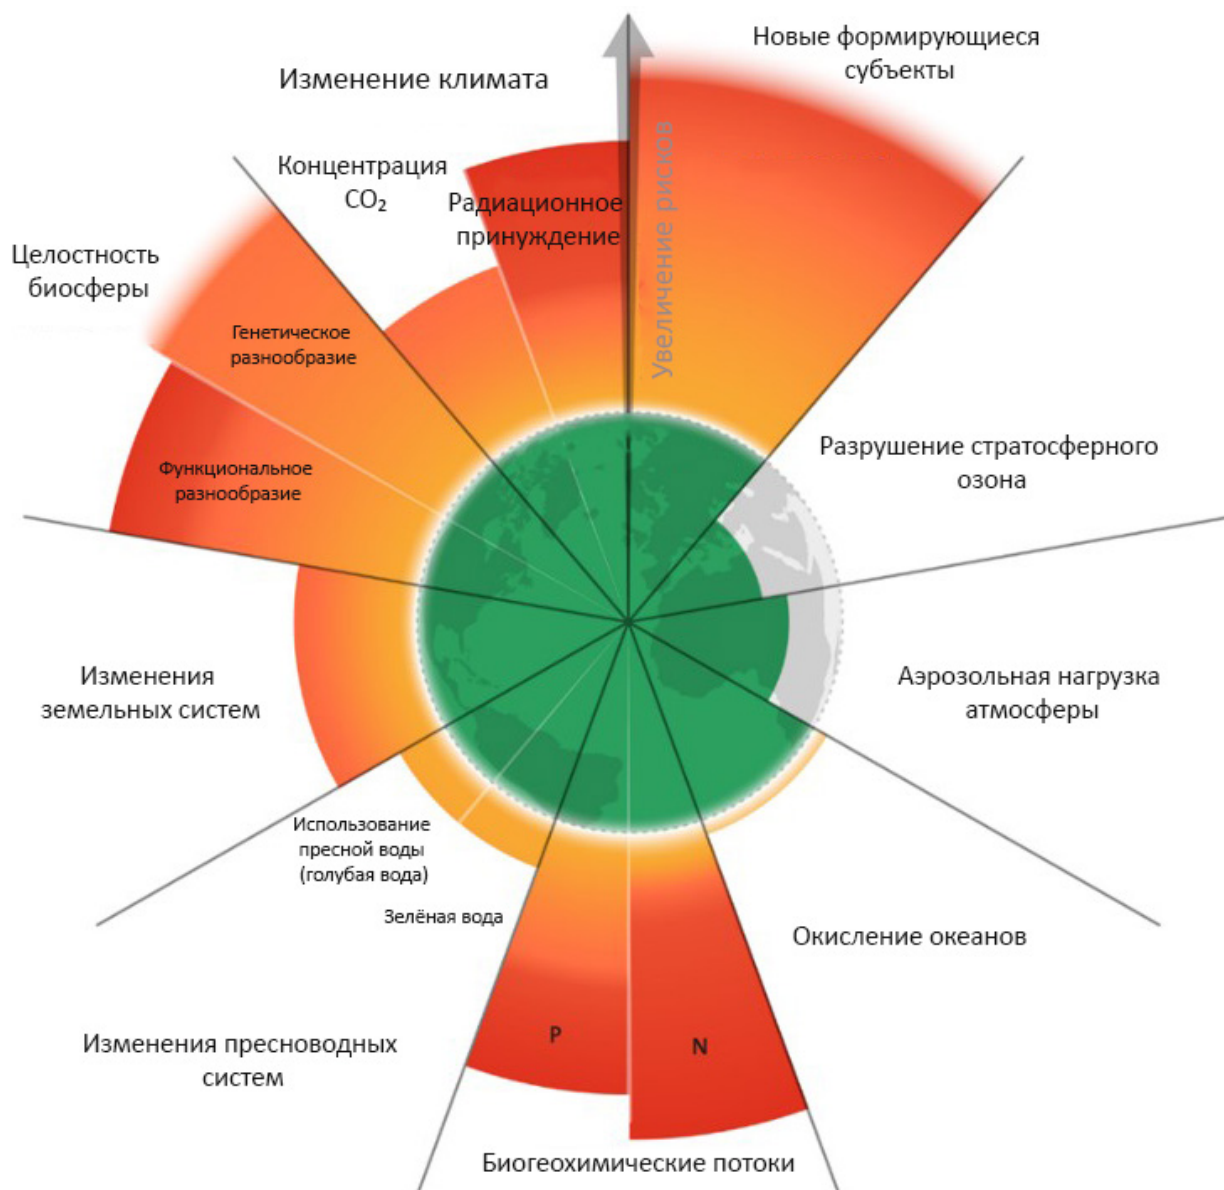 Новые формирующиеся
субъекты
Изменение климата
Концентрация
CO₂
Радиационное
принуждение
Увеличение рисков
Целостность
биосферы
Генетическое
разнообразие
Функциональное
разнообразие
Разрушение стратосферного
озона
Изменения
земельных систем
Аэрозольная нагрузка
атмосферы
Использование
пресной воды
(голубая вода)
Зелёная вода
Окисление океанов
P
N
Изменения пресноводных
систем
Биогеохимические потоки